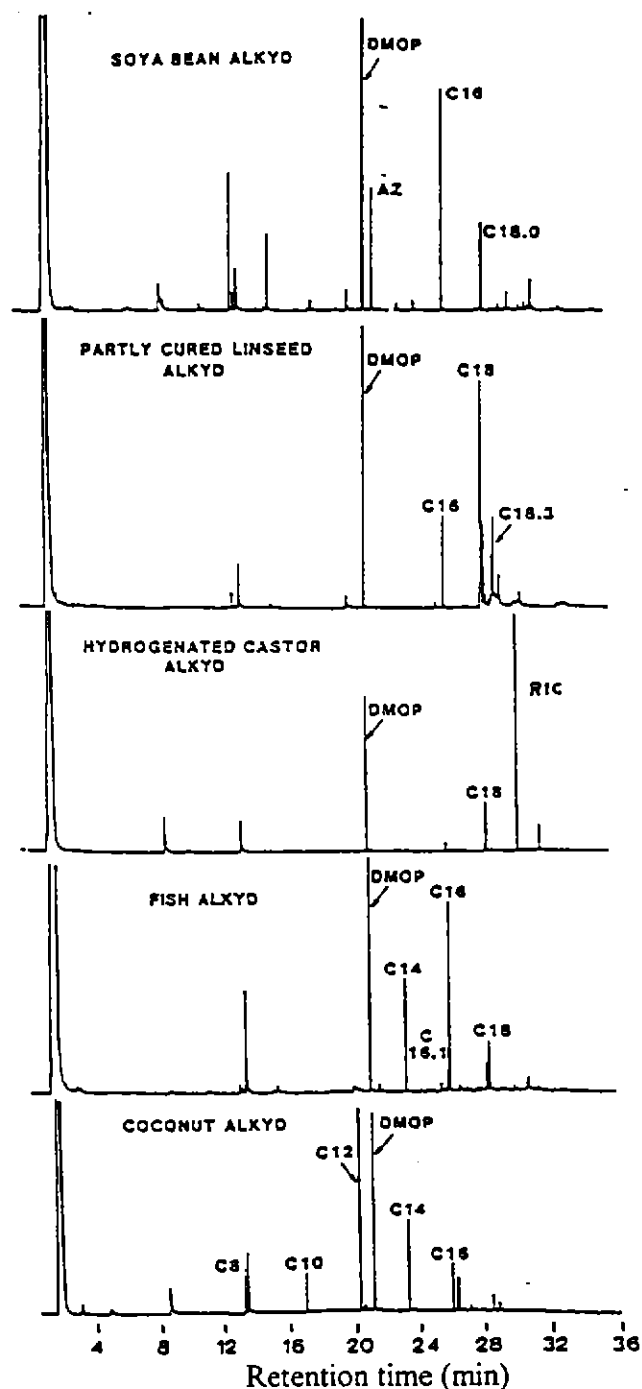 SOYA BEAN ALKYD
DMOP
C16
AZ
C18.0
PARTLY CURED LINSEED
ALKYD
DMOP
C18
C16
C18.3
HYDROGENATED CASTOR
ALKYD
DMOP
RIC
C18
FISH ALKYD
DMOP
C16
C14
C
16.1
C18
COCONUT ALKYD
DMOP
C12
C14
C8
C10
C16
4 8 12 16 20 24 28 32 36
Retention time (min)